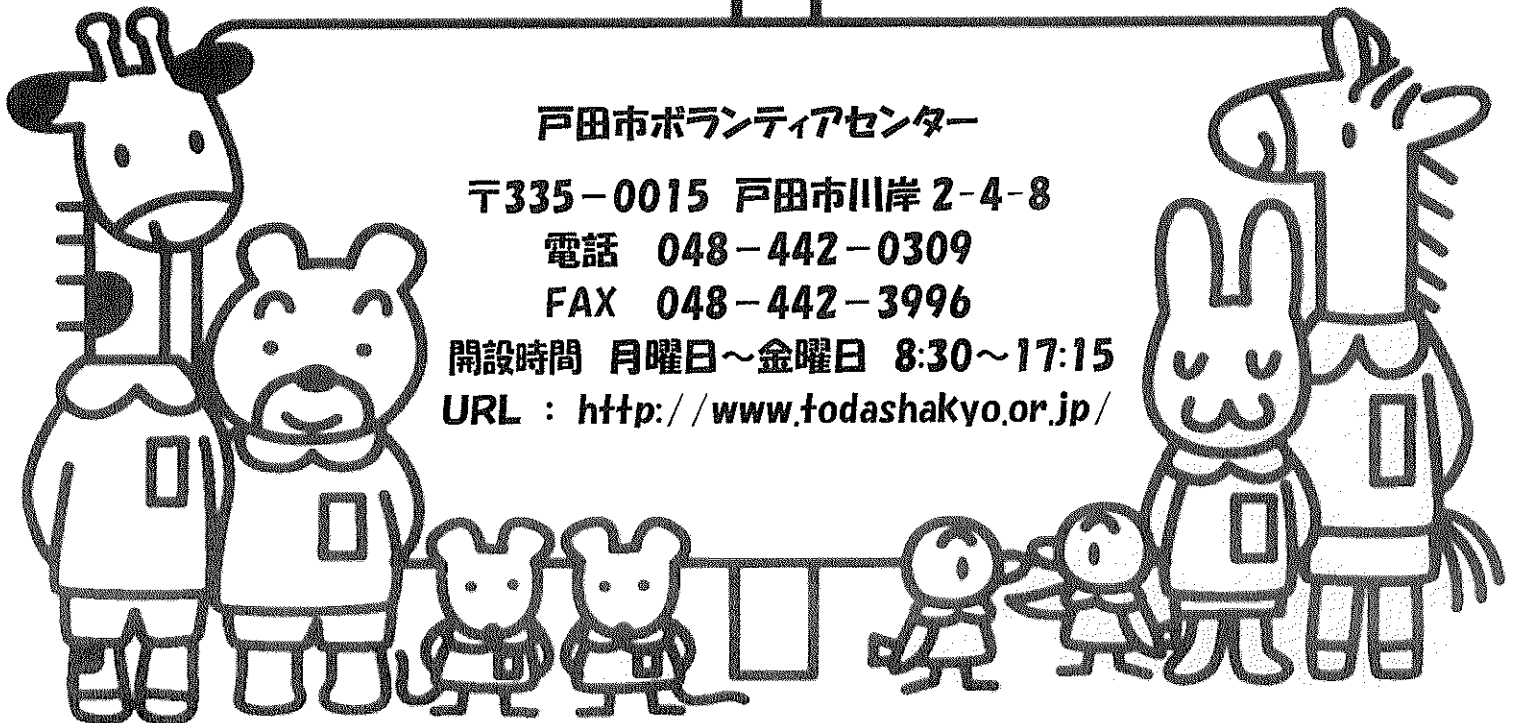 戸田市ボランティアセンター
〒335－0015 戸田市川岸 2-4-8
電話　048－442－0309
FAX　048－442－3996
開設時間　月曜日～金曜日　8:30～17:15
URL ： http://www.todashakyo.or.jp/